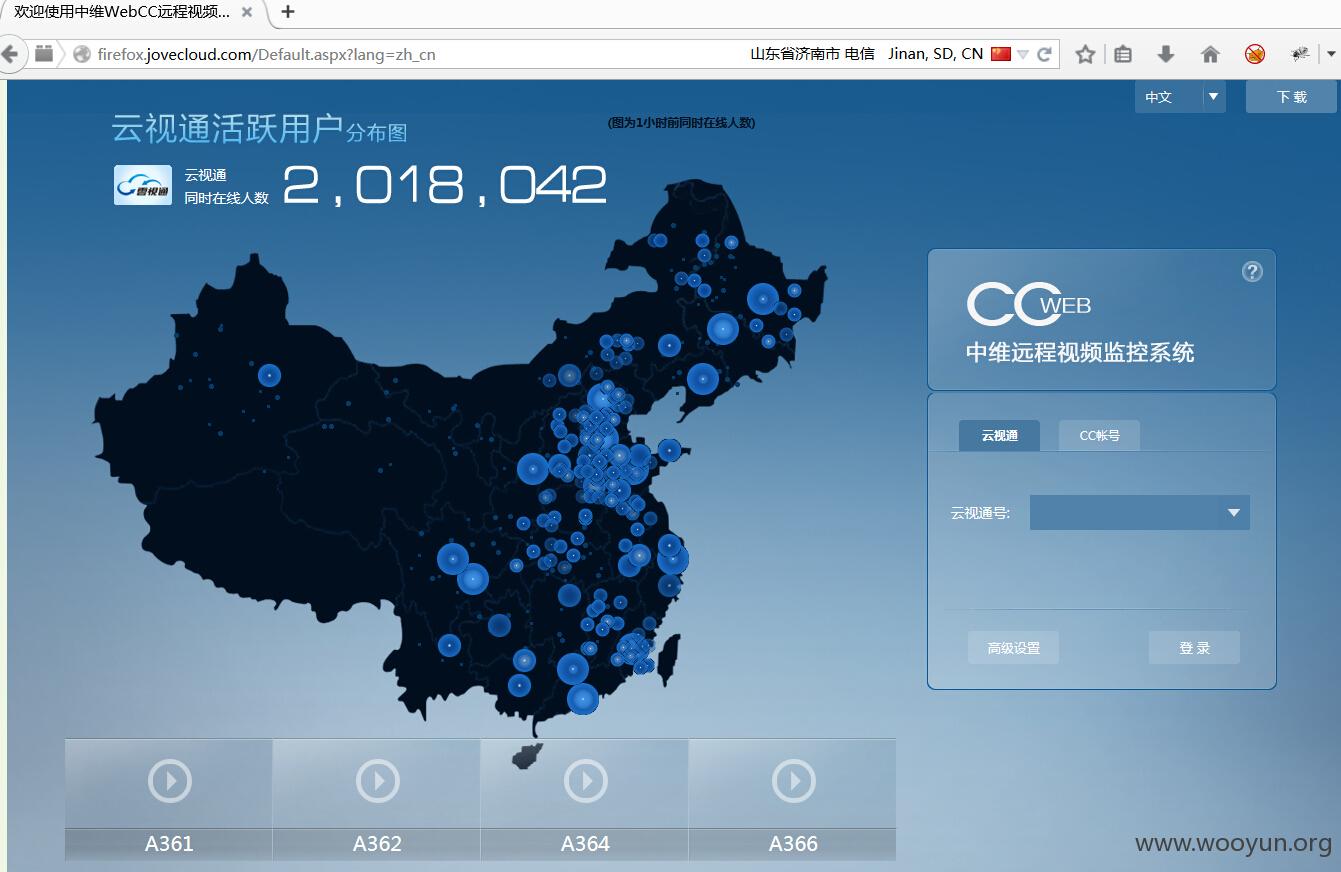 欢迎使用中维WebCC远程视频...
firefox.jovecloud.com/Default.aspx?lang=zh_cn
山东省济南市 电信 Jinan, SD, CN
中文
下载
云视通活跃用户分布图
(图为1小时前同时在线人数)
雲视通
云视通
同时在线人数
2,018,042
CCWEB
中维远程视频监控系统
云视通
CC帐号
云视通号:
高级设置
登录
A361
A362
A364
A366
www.wooyun.org